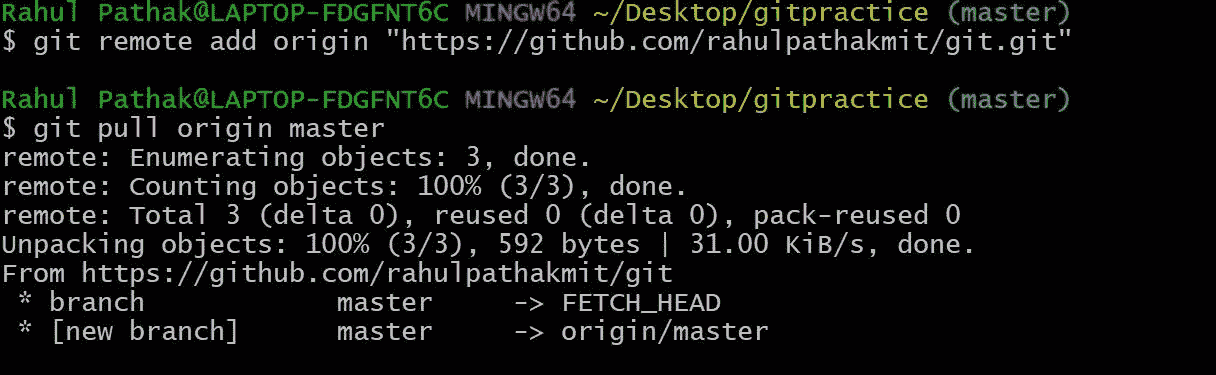 Rahul Pathak@LAPTOP-FDGFNT6C MINGW64 ~/Desktop/gitpractice (master)
$ git remote add origin "https://github.com/rahulpathakmit/git.git"
Rahul Pathak@LAPTOP-FDGFNT6C MINGW64 ~/Desktop/gitpractice (master)
$ git pull origin master
remote: Enumerating objects: 3, done.
remote: Counting objects: 100% (3/3), done.
remote: Total 3 (delta 0), reused 0 (delta 0), pack-reused 0
Unpacking objects: 100% (3/3), 592 bytes | 31.00 KiB/s, done.
From https://github.com/rahulpathakmit/git
 * branch            master     -> FETCH_HEAD
 * [new branch]      master     -> origin/master